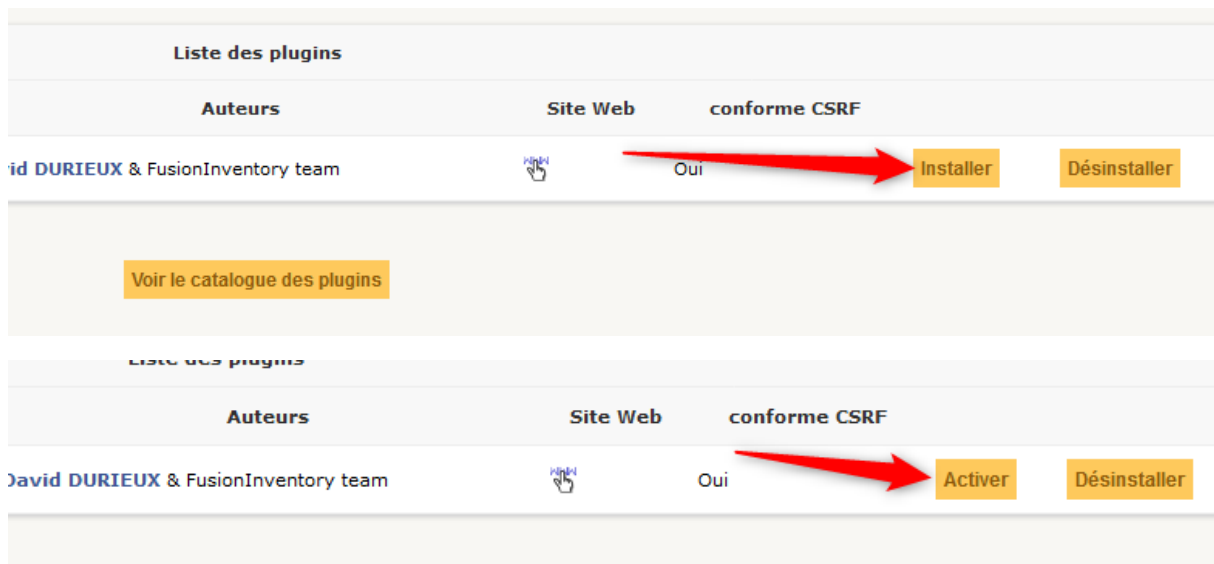 Liste des plugins
Auteurs Site Web conforme CSRF
vid DURIEUX & FusionInventory team Oui Installer Désinstaller
Voir le catalogue des plugins
Liste des plugins
Auteurs Site Web conforme CSRF
David DURIEUX & FusionInventory team Oui Activer Désinstaller